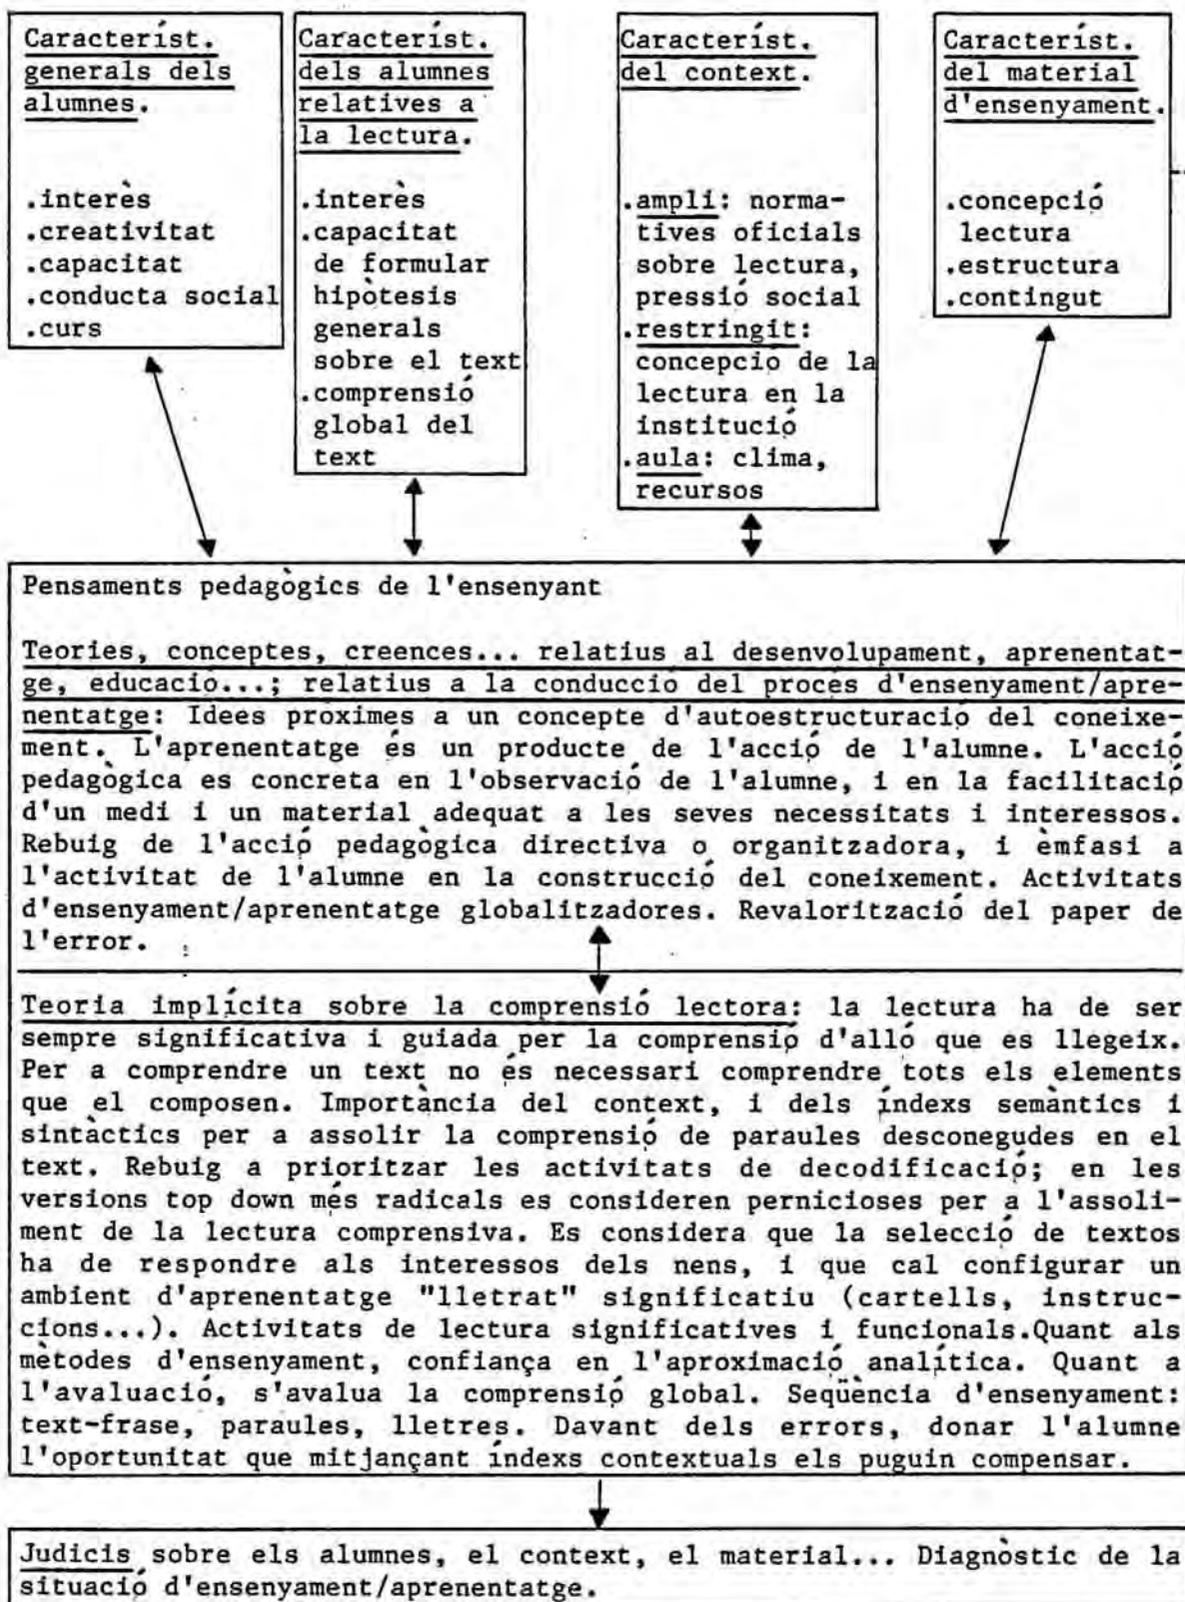 Característ.
generals dels
alumnes.
.interès
.creativitat
.capacitat
.conducta social
.curs
Característ.
dels alumnes
relatives a
la lectura.
.interès
.capacitat
de formular
hipòtesis
generals
sobre el text
.comprensió
global del
text
Característ.
del context.
.ampli: norma-
tives oficials
sobre lectura,
pressió social
.restringit:
concepcio de la
lectura en la
institució
.aula: clima,
recursos
Característ.
del material
d'ensenyament.
.concepció
lectura
.estructura
.contingut
Pensaments pedagògics de l'ensenyant
Teories, conceptes, creences... relatius al desenvolupament, aprenentat-
ge, educació...; relatius a la conducció del procés d'ensenyament/apre-
nentatge: Idees pròximes a un concepte d'autoestructuració del coneixe-
ment. L'aprenentatge és un producte de l'acció de l'alumne. L'acció
pedagògica es concreta en l'observació de l'alumne, i en la facilitació
d'un medi i un material adequat a les seves necessitats i interessos.
Rebuig de l'acció pedagògica directiva o organitzadora, i èmfasi a
l'activitat de l'alumne en la construcció del coneixement. Activitats
d'ensenyament/aprenentatge globalitzadores. Revalorització del paper de
l'error.
Teoria implícita sobre la comprensió lectora: la lectura ha de ser
sempre significativa i guiada per la comprensió d'alló que es llegeix.
Per a comprendre un text no és necessari comprendre tots els elements
que el composen. Importància del context, i dels índexs semàntics i
sintàctics per a assolir la comprensió de paraules desconegudes en el
text. Rebuig a prioritzar les activitats de decodificació; en les
versions top down més radicals es consideren pernicioses per a l'assoli-
ment de la lectura comprensiva. Es considera que la selecció de textos
ha de respondre als interessos dels nens, i que cal configurar un
ambient d'aprenentatge "lletrat" significatiu (cartells, instruc-
cions...). Activitats de lectura significatives i funcionals.Quant als
mètodes d'ensenyament, confiança en l'aproximació analítica. Quant a
l'avaluació, s'avalua la comprensió global. Seqüència d'ensenyament:
text-frase, paraules, lletres. Davant dels errors, donar l'alumne
l'oportunitat que mitjançant índexs contextuals els puguin compensar.
Judicis sobre els alumnes, el context, el material... Diagnòstic de la
situació d'ensenyament/aprenentatge.